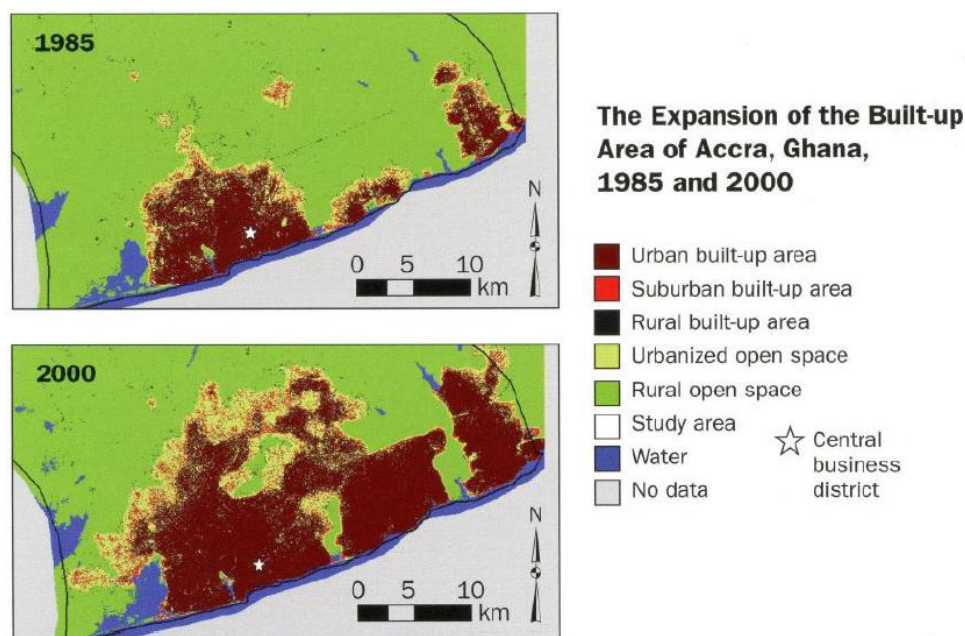 1985
N
0 5 10
km
2000
N
0 5 10
km
The Expansion of the Built-up
Area of Accra, Ghana,
1985 and 2000
Urban built-up area
Suburban built-up area
Rural built-up area
Urbanized open space
Rural open space
Study area
Water
No data
Central
business
district